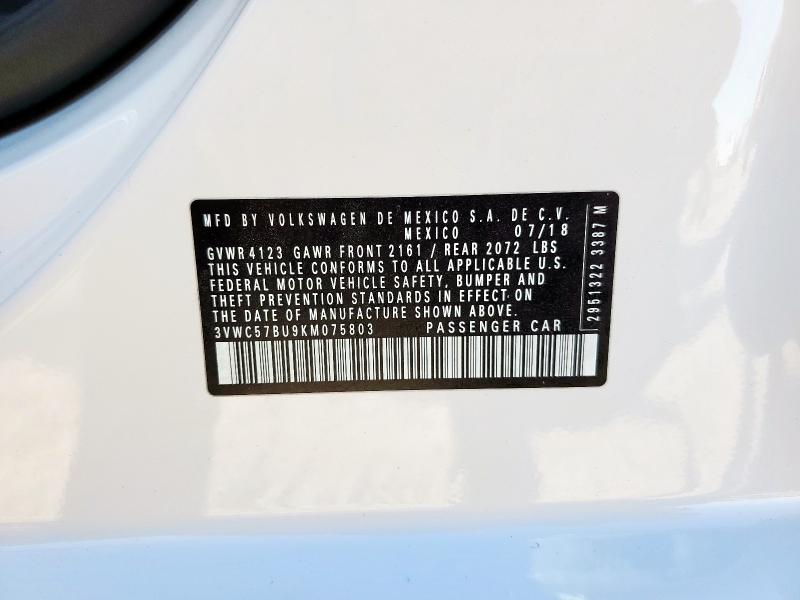 MFD BY VOLKSWAGEN DE MEXICO S.A. DE C.V.
MEXICO 07/18
GVWR 4123 GAWR FRONT 2161 / REAR 2072 LBS
THIS VEHICLE CONFORMS TO ALL APPLICABLE U.S.
FEDERAL MOTOR VEHICLE SAFETY, BUMPER AND
THEFT PREVENTION STANDARDS IN EFFECT ON
THE DATE OF MANUFACTURE SHOWN ABOVE.
3VWC57BU9KM075803 PASSENGER CAR
2951322 3387 M